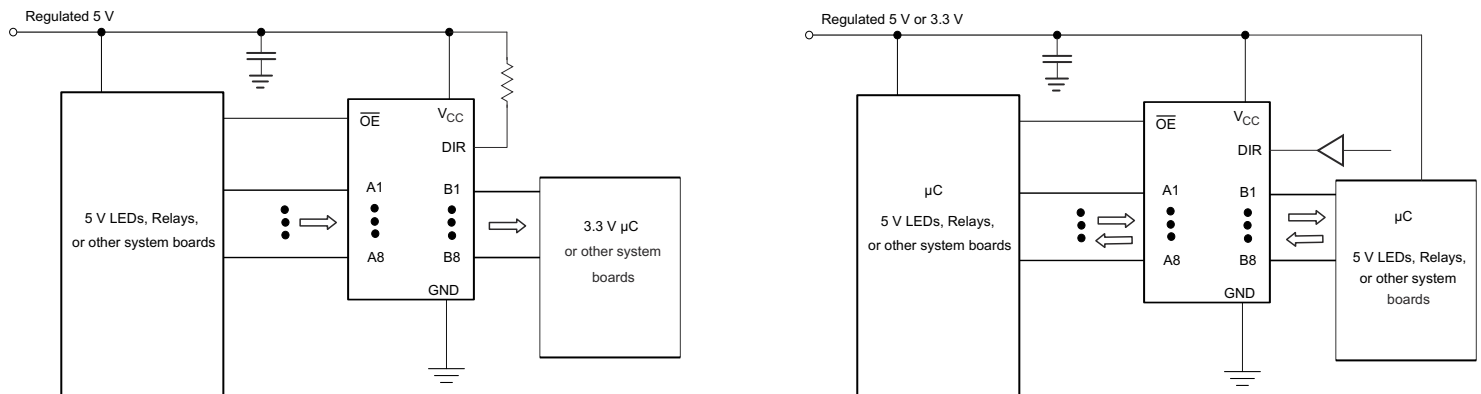 Regulated 5 V
OE
VCC
DIR
A1
B1
A8
B8
GND
5 V LEDs, Relays,
or other system boards
3.3 V µC
or other system
boards
Regulated 5 V or 3.3 V
OE
VCC
DIR
A1
B1
A8
B8
GND
µC
5 V LEDs, Relays,
or other system boards
µC
5 V LEDs, Relays,
or other system
boards